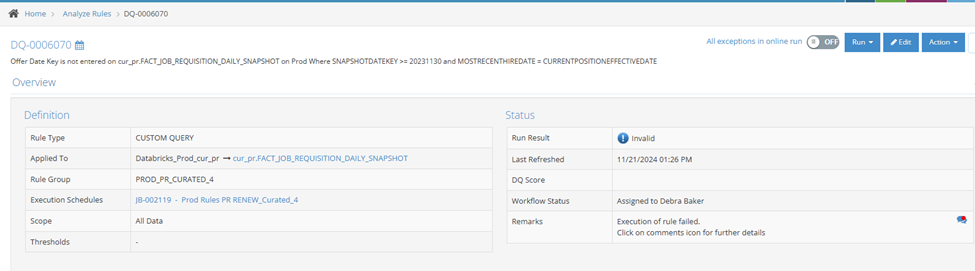 Home > Analyze Rules > DQ-0006070
DQ-0006070
All exceptions in online run OFF Run Edit Action
Offer Date Key is not entered on cur_pr.FACT_JOB_REQUISITION_DAILY_SNAPSHOT on Prod Where SNAPSHOTDATEKEY >= 20231130 and MOSTRECENTHIREDATE = CURRENTPOSITIONEFFECTIVEDATE
Overview
Definition
Rule Type CUSTOM QUERY
Applied To Databricks_Prod_cur_pr → cur_pr.FACT_JOB_REQUISITION_DAILY_SNAPSHOT
Rule Group PROD_PR_CURATED_4
Execution Schedules JB-002119 - Prod Rules PR RENEW_Curated_4
Scope All Data
Thresholds -
Status
Run Result Invalid
Last Refreshed 11/21/2024 01:26 PM
DQ Score
Workflow Status Assigned to Debra Baker
Remarks Execution of rule failed.
Click on comments icon for further details